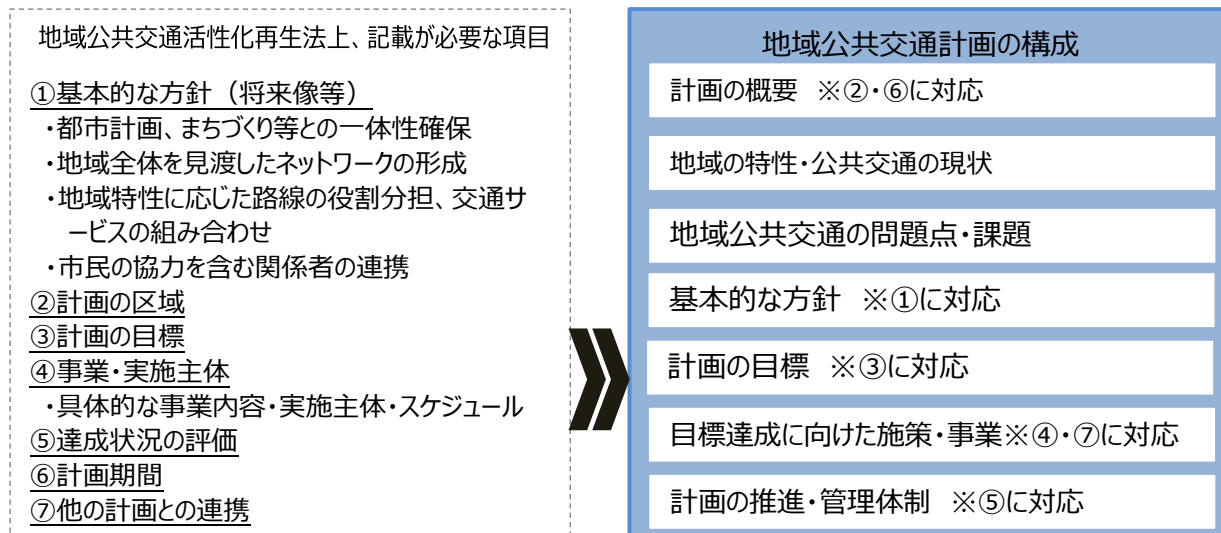 地域公共交通活性化再生法上、記載が必要な項目
①基本的な方針（将来像等）
・都市計画、まちづくり等との一体性確保
・地域全体を見渡したネットワークの形成
・地域特性に応じた路線の役割分担、交通サ
ービスの組み合わせ
・市民の協力を含む関係者の連携
②計画の区域
③計画の目標
④事業・実施主体
・具体的な事業内容・実施主体・スケジュール
⑤達成状況の評価
⑥計画期間
⑦他の計画との連携
地域公共交通計画の構成
計画の概要　※②・⑥に対応
地域の特性・公共交通の現状
地域公共交通の問題点・課題
基本的な方針　※①に対応
計画の目標　※③に対応
目標達成に向けた施策・事業※④・⑦に対応
計画の推進・管理体制　※⑤に対応